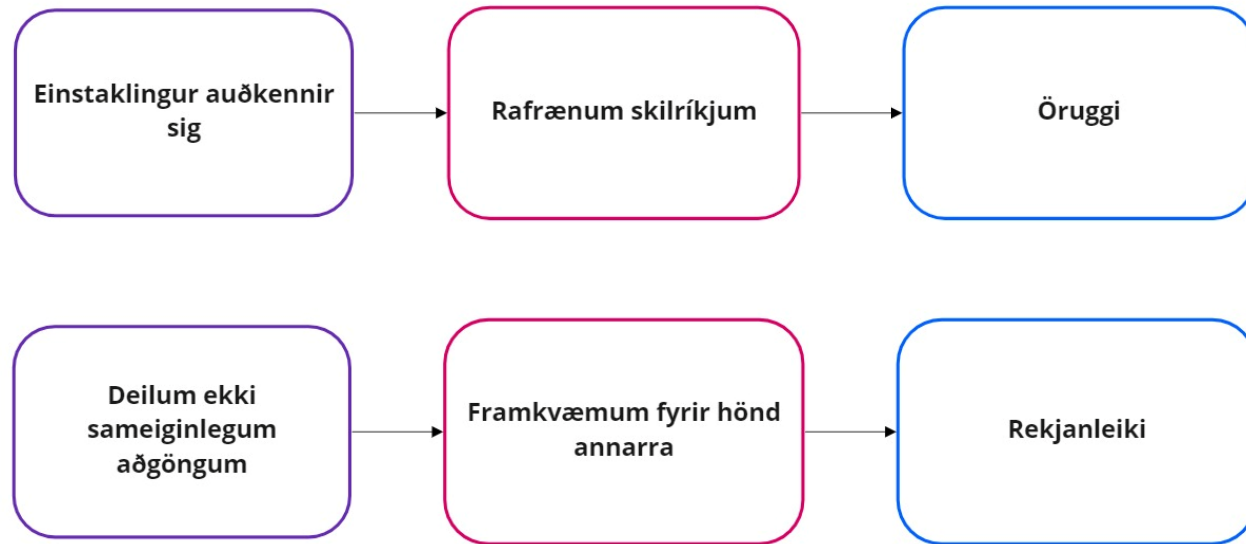 Einstaklingur auðkennir
sig
Rafrænum skilríkjum
Öruggi
Deilum ekki
sameiginlegum
aðgöngum
Framkvæmum fyrir hönd
annarra
Rekjanleiki